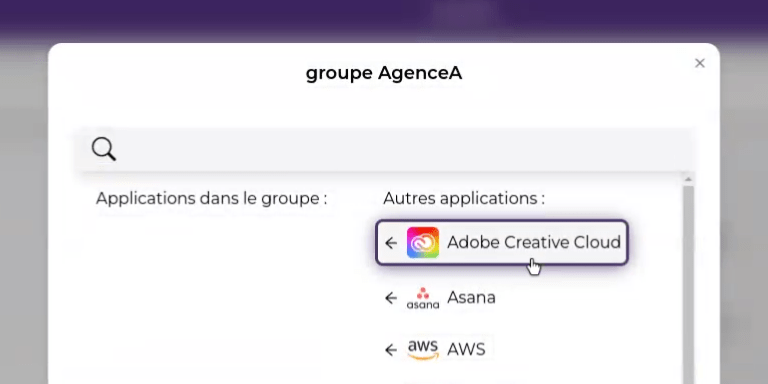 groupe AgenceA
×
Applications dans le groupe :
Autres applications :
← Adobe Creative Cloud
← asana Asana
← aws AWS